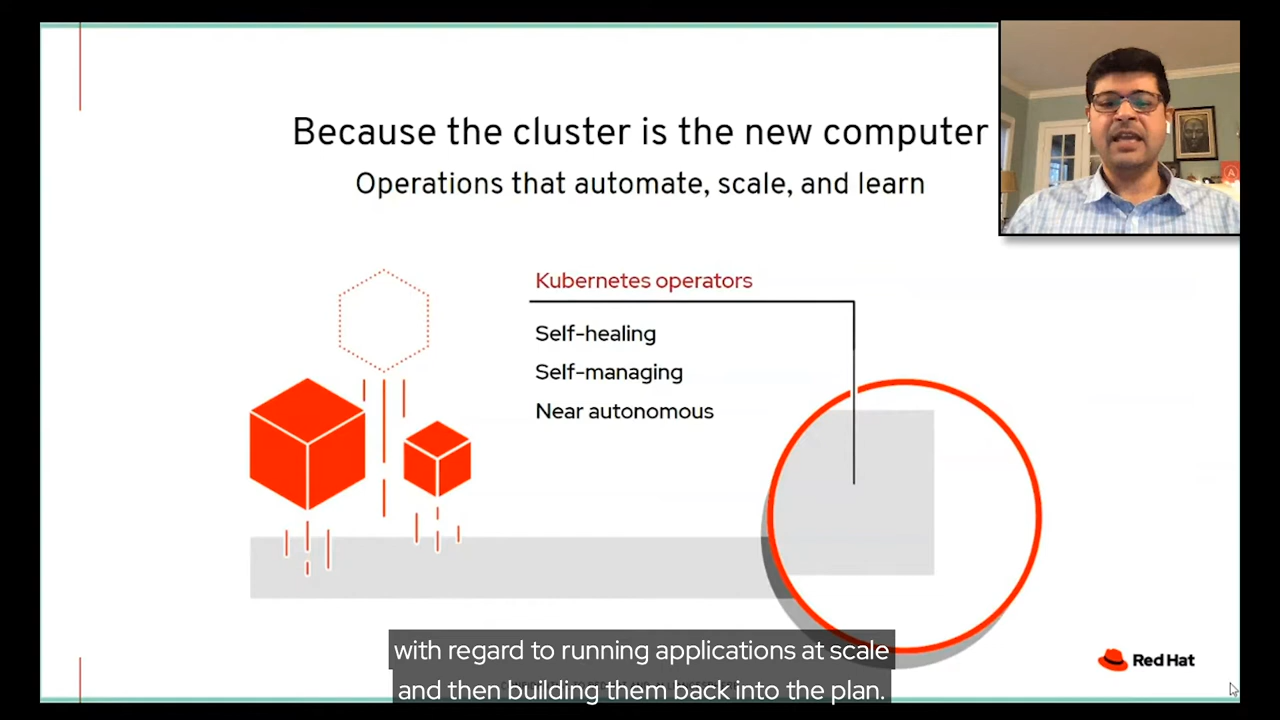 Because the cluster is the new computer
Operations that automate, scale, and learn
Kubernetes operators
Self-healing
Self-managing
Near autonomous
with regard to running applications at scale
and then building them back into the plan.
Red Hat